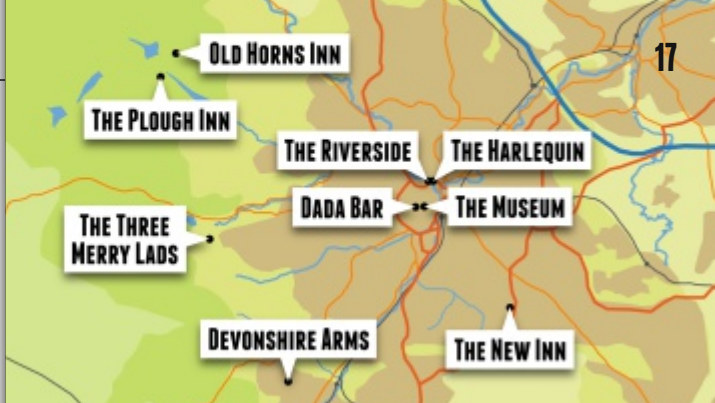 17
OLD HORNS INN
THE PLOUGH INN
THE RIVERSIDE
THE HARLEQUIN
DADA BAR
THE MUSEUM
THE THREE
MERRY LADS
DEVONSHIRE ARMS
THE NEW INN